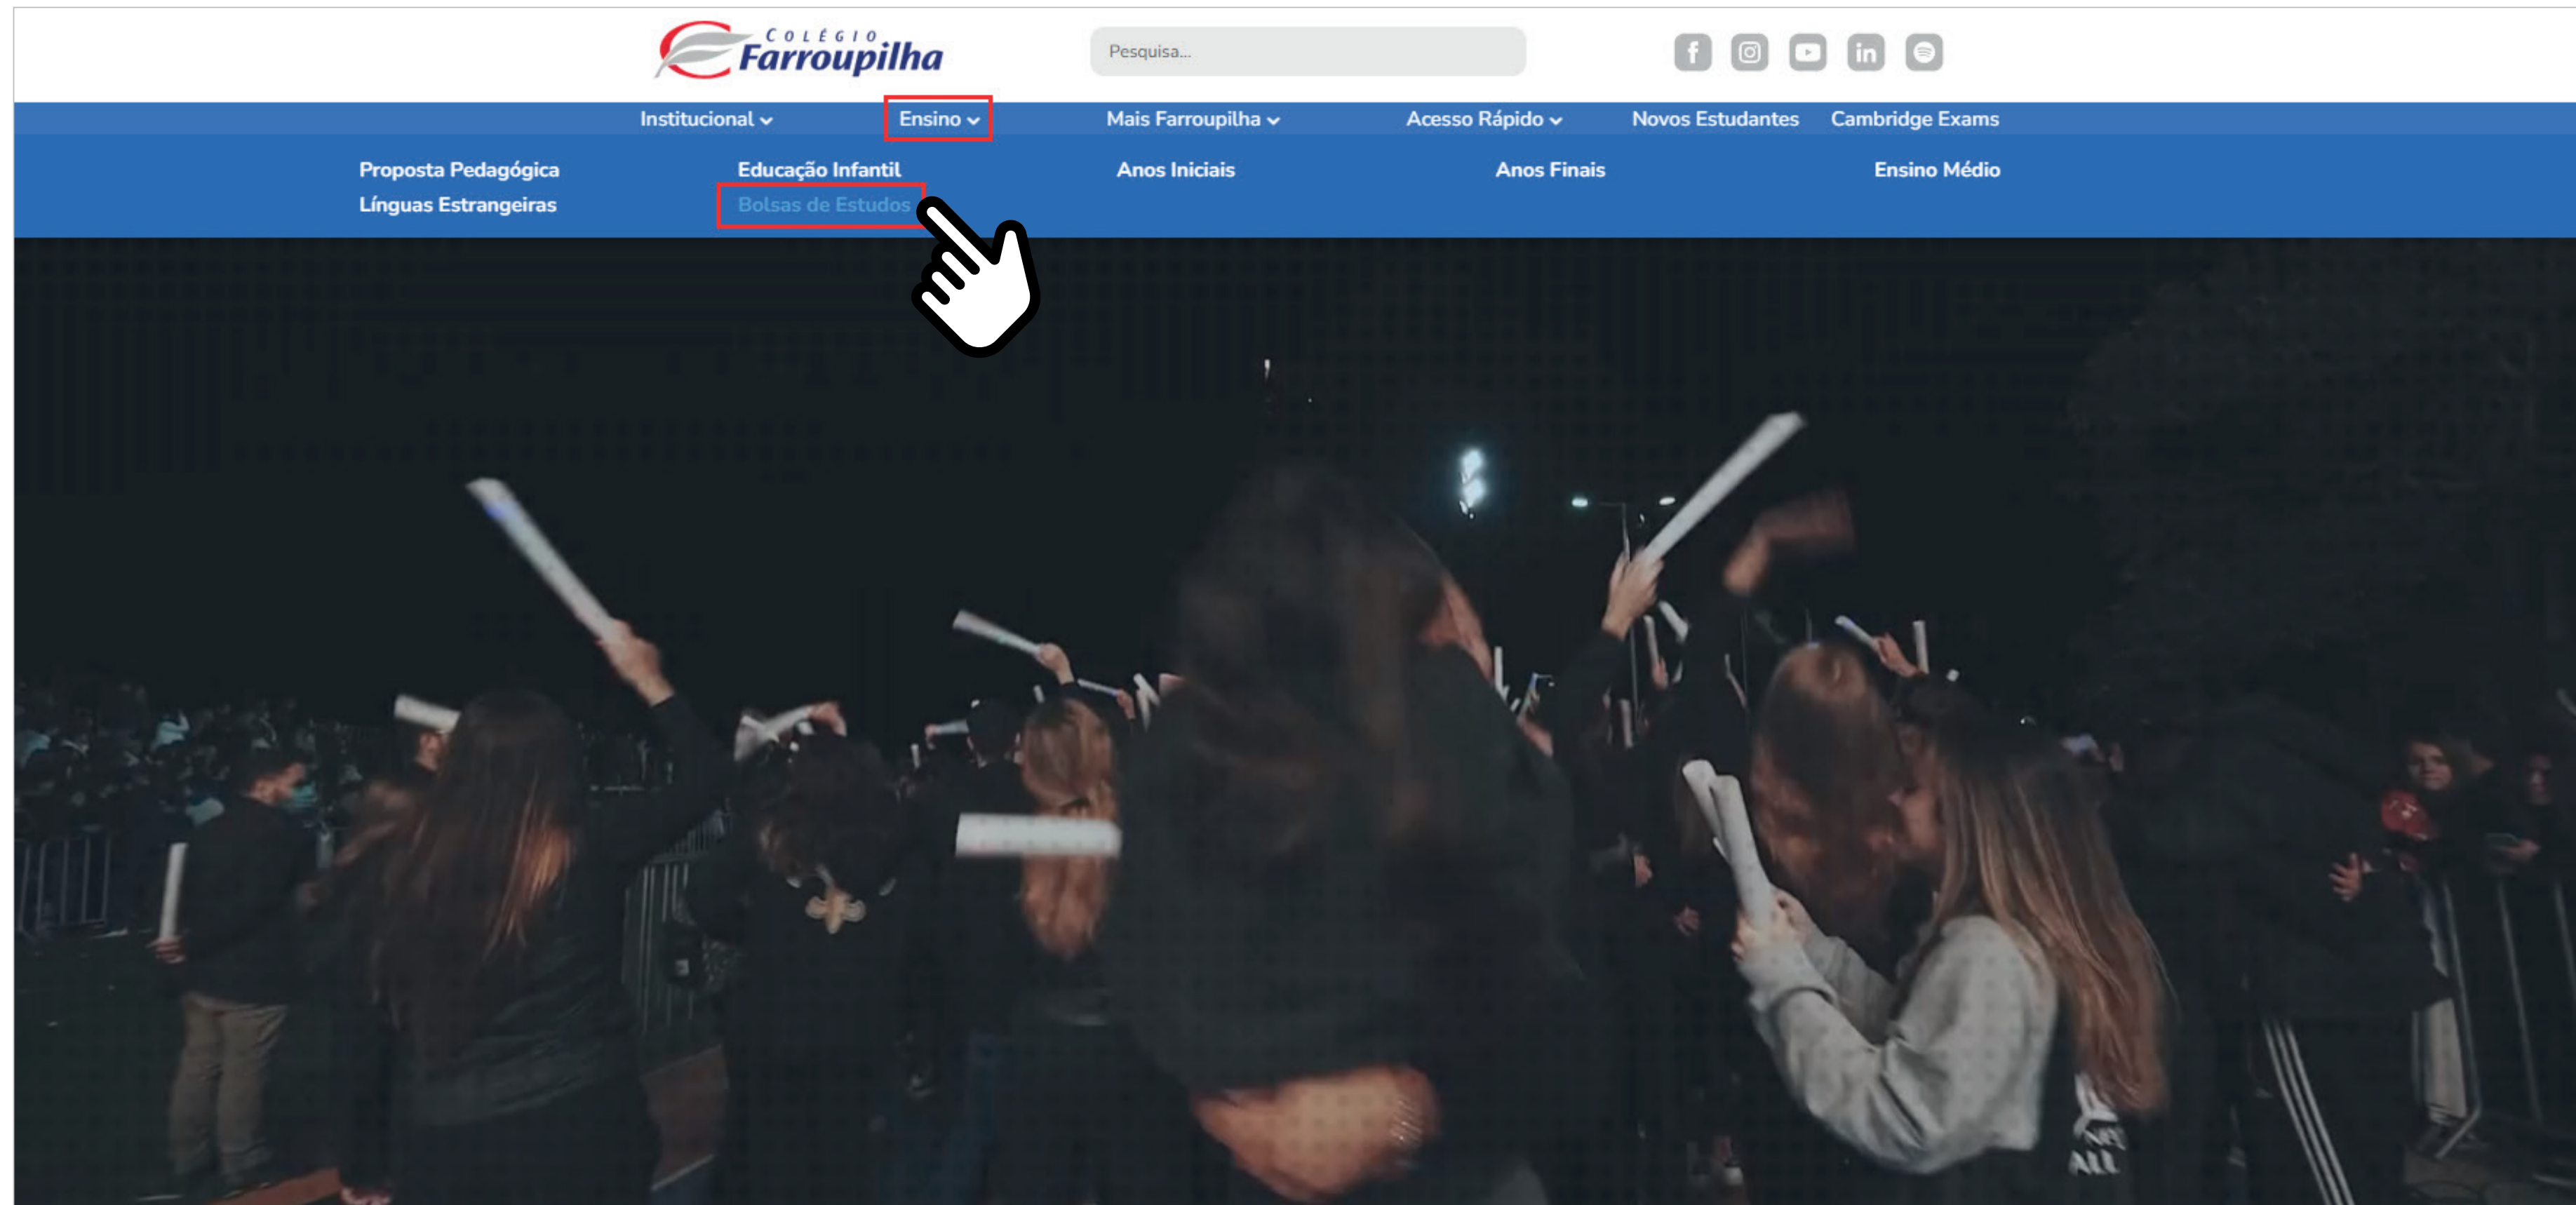 COLÉGIO
Farroupilha
Pesquisa...
Institucional Ensino Mais Farroupilha Acesso Rápido Novos Estudantes Cambridge Exams
Proposta Pedagógica Educação Infantil Anos Iniciais Anos Finais Ensino Médio
Línguas Estrangeiras Bolsas de Estudos
ALL